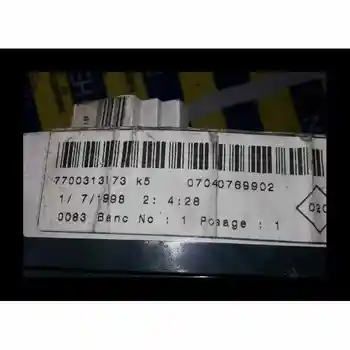 7700313173 K5 07040769902
1/ 7/1998 2: 4:28
0083 Banc No : 1 Posage : 1